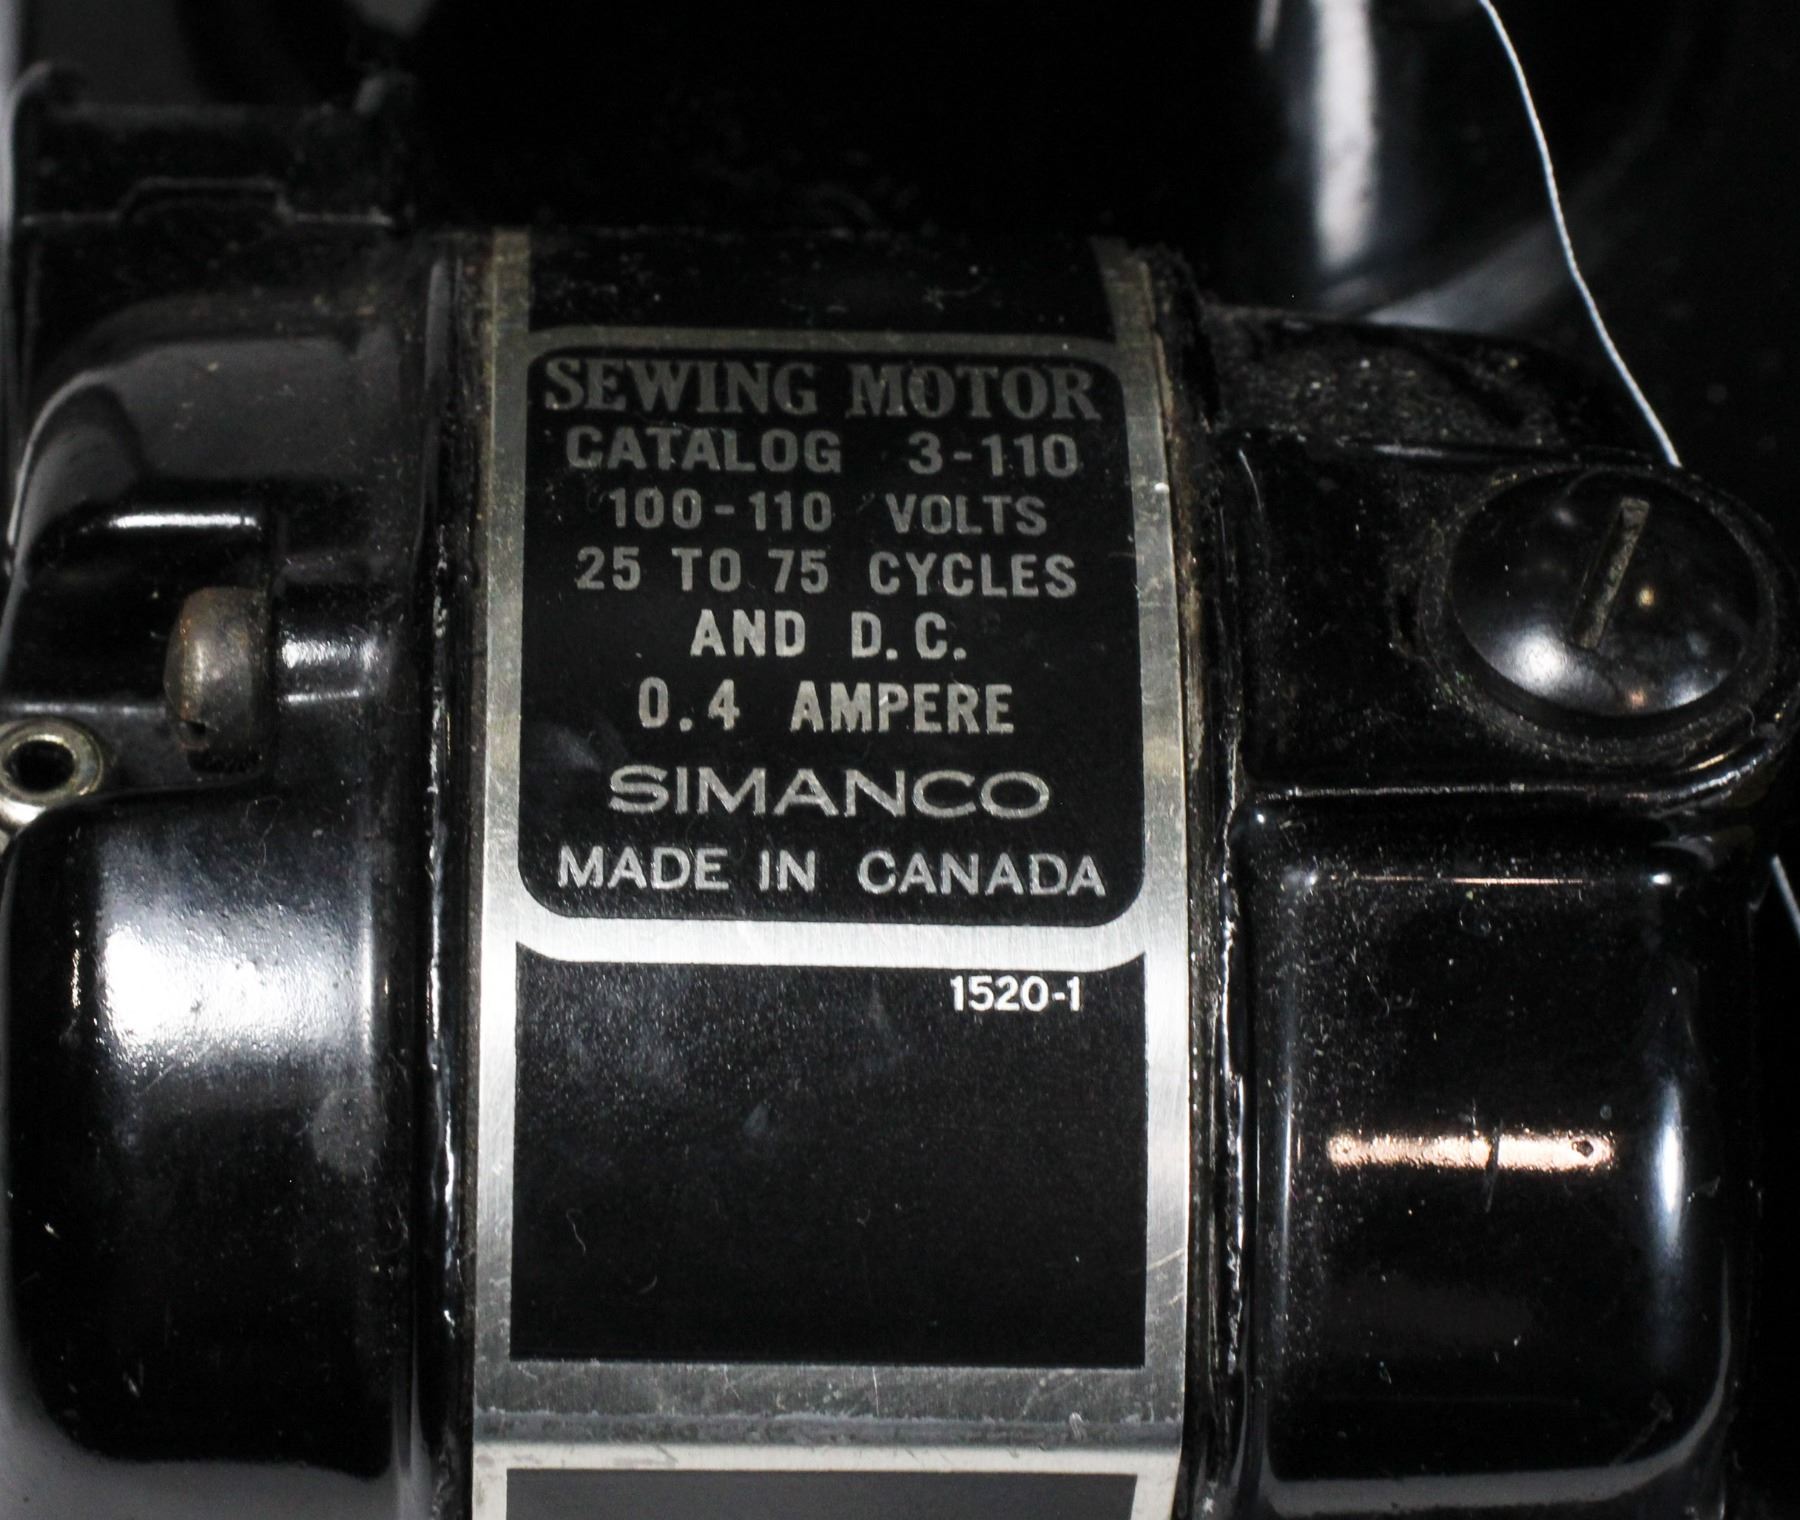 SEWING MOTOR
CATALOG 3-110
100-110 VOLTS
25 TO 75 CYCLES
AND D.C.
0.4 AMPERE
SIMANCO
MADE IN CANADA
1520-1